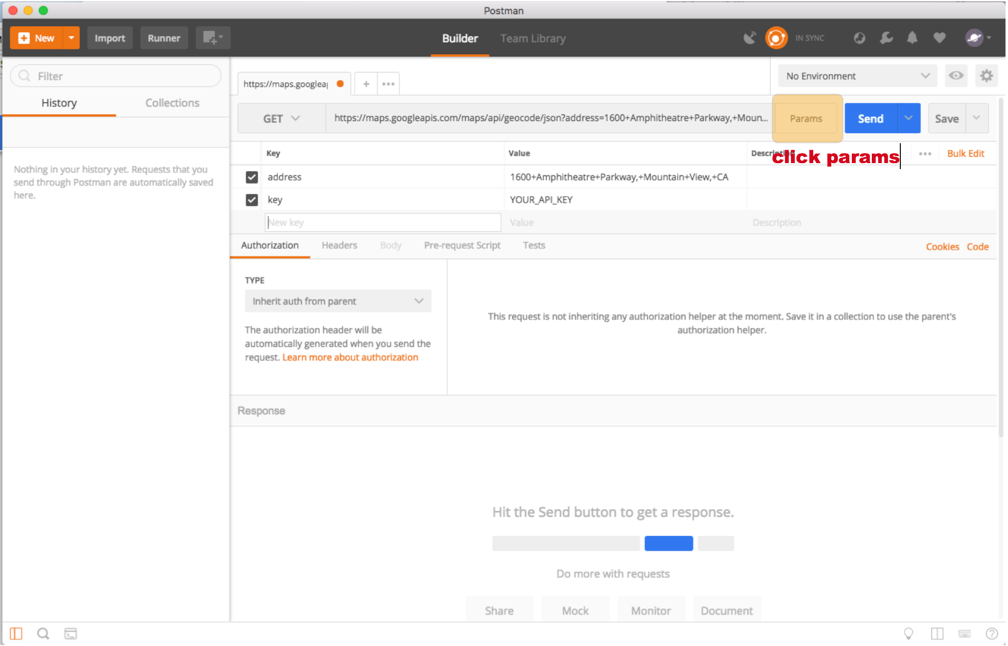 Postman
New Import Runner Builder Team Library IN SYNC
Filter
History Collections
Nothing in your history yet. Requests that you
send through Postman are automatically saved
here.
https://maps.googleap + ••• No Environment
GET https://maps.googleapis.com/maps/api/geocode/json?address=1600+Amphitheatre+Parkway,+Moun... Params Send Save
click params
Key Value Descripti ••• Bulk Edit
address 1600+Amphitheatre+Parkway,+Mountain+View,+CA
key YOUR_API_KEY
New key Value Description
Authorization Headers Body Pre-request Script Tests Cookies Code
TYPE
Inherit auth from parent
The authorization header will be
automatically generated when you send the
request. Learn more about authorization
This request is not inheriting any authorization helper at the moment. Save it in a collection to use the parent's
authorization helper.
Response
Hit the Send button to get a response.
Do more with requests
Share Mock Monitor Document